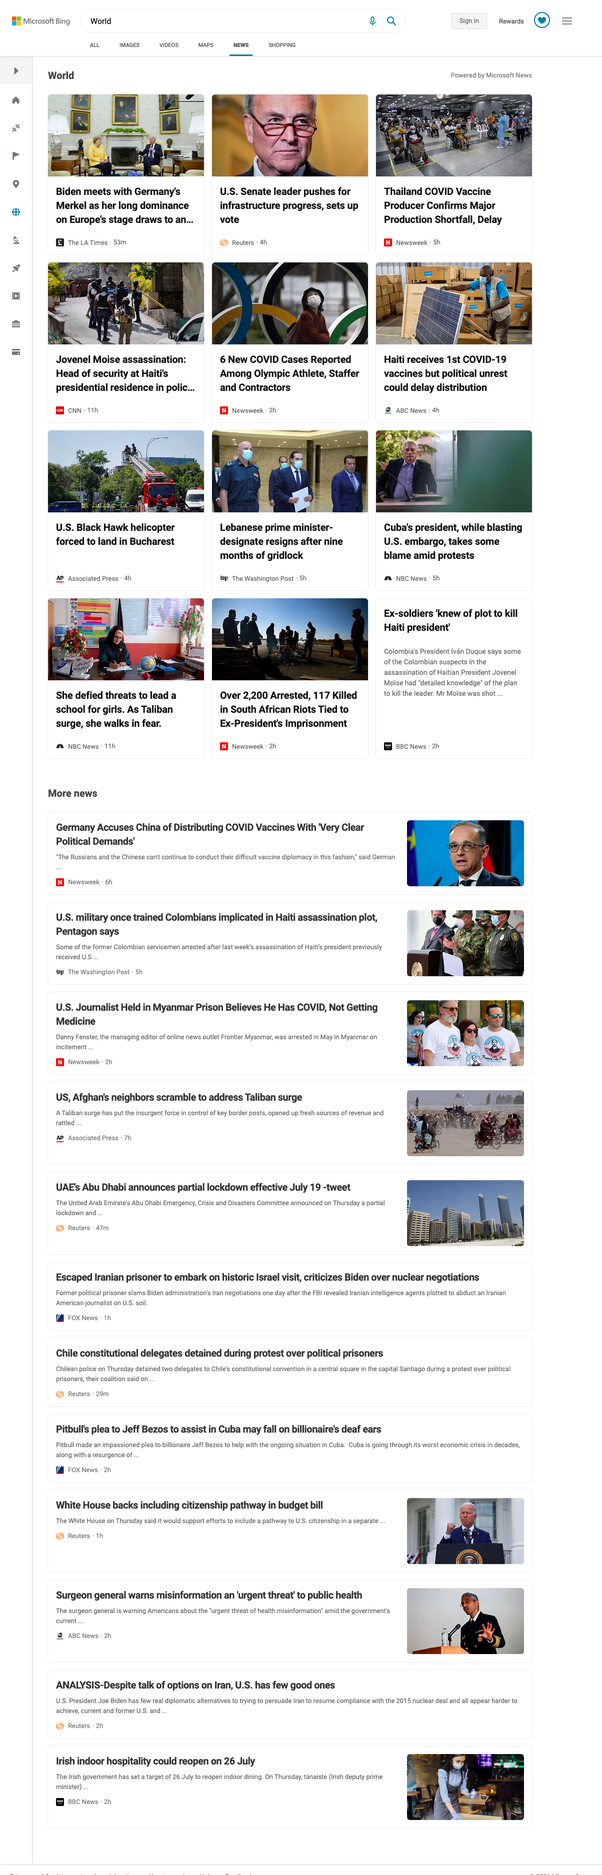 Microsoft Bing
World
Sign in
Rewards
ALL
IMAGES
VIDEOS
MAPS
NEWS
SHOPPING
World
Powered by Microsoft News
Biden meets with Germany's
Merkel as her long dominance
on Europe's stage draws to an...
The LA Times · 53m
U.S. Senate leader pushes for
infrastructure progress, sets up
vote
Reuters · 4h
Thailand COVID Vaccine
Producer Confirms Major
Production Shortfall, Delay
Newsweek · 5h
Jovenel Moise assassination:
Head of security at Haiti's
presidential residence in polic...
CNN · 11h
6 New COVID Cases Reported
Among Olympic Athlete, Staffer
and Contractors
Newsweek · 2h
Haiti receives 1st COVID-19
vaccines but political unrest
could delay distribution
ABC News · 4h
U.S. Black Hawk helicopter
forced to land in Bucharest
AP Associated Press · 4h
Lebanese prime minister-
designate resigns after nine
months of gridlock
wp The Washington Post · 5h
Cuba's president, while blasting
U.S. embargo, takes some
blame amid protests
NBC News · 5h
She defied threats to lead a
school for girls. As Taliban
surge, she walks in fear.
NBC News · 11h
Over 2,200 Arrested, 117 Killed
in South African Riots Tied to
Ex-President's Imprisonment
N Newsweek · 2h
Ex-soldiers 'knew of plot to kill
Haiti president'
Colombia's President Iván Duque says some
of the Colombian suspects in the
assassination of Haitian President Jovenel
Moïse had "detailed knowledge" of the plan
to kill the leader. Mr Moïse was shot ...
BBC News · 2h
More news
Germany Accuses China of Distributing COVID Vaccines With 'Very Clear
Political Demands'
"The Russians and the Chinese can't continue to conduct their difficult vaccine diplomacy in this fashion," said German
...
N Newsweek · 6h
U.S. military once trained Colombians implicated in Haiti assassination plot,
Pentagon says
Some of the former Colombian servicemen arrested after last week's assassination of Haiti's president previously
received U.S ...
wp The Washington Post · 5h
U.S. Journalist Held in Myanmar Prison Believes He Has COVID, Not Getting
Medicine
Danny Fenster, the managing editor of online news outlet Frontier Myanmar, was arrested in May in Myanmar on
incitement ...
N Newsweek · 2h
US, Afghan's neighbors scramble to address Taliban surge
A Taliban surge has put the insurgent force in control of key border posts, opened up fresh sources of revenue and
rattled ...
AP Associated Press · 7h
UAE's Abu Dhabi announces partial lockdown effective July 19 -tweet
The United Arab Emirate's Abu Dhabi Emergency, Crisis and Disasters Committee announced on Thursday a partial
lockdown and ...
Reuters · 47m
Escaped Iranian prisoner to embark on historic Israel visit, criticizes Biden over nuclear negotiations
Former political prisoner slams Biden administration's Iran negotiations one day after the FBI revealed Iranian intelligence agents plotted to abduct an Iranian
American journalist on U.S. soil.
FOX News · 1h
Chile constitutional delegates detained during protest over political prisoners
Chilean police on Thursday detained two delegates to Chile's constitutional convention in a central square in the capital Santiago during a protest over political
prisoners, their coalition said on ...
Reuters · 29m
Pitbull's plea to Jeff Bezos to assist in Cuba may fall on billionaire's deaf ears
Pitbull made an impassioned plea to billionaire Jeff Bezos to help with the ongoing situation in Cuba. Cuba is going through its worst economic crisis in decades,
along with a resurgence of ...
FOX News · 2h
White House backs including citizenship pathway in budget bill
The White House on Thursday said it would support efforts to include a pathway to U.S. citizenship in a separate ...
Reuters · 1h
Surgeon general warns misinformation an 'urgent threat' to public health
The surgeon general is warning Americans about the "urgent threat of health misinformation" amid the government's
current ...
ABC News · 2h
ANALYSIS-Despite talk of options on Iran, U.S. has few good ones
U.S. President Joe Biden has few real diplomatic alternatives to trying to persuade Iran to resume compliance with the 2015 nuclear deal and all appear harder to
achieve, current and former U.S. and ...
Reuters · 2h
Irish indoor hospitality could reopen on 26 July
The Irish government has set a target of 26 July to reopen indoor dining. On Thursday, tánaiste (Irish deputy prime
minister) ...
BBC News · 2h